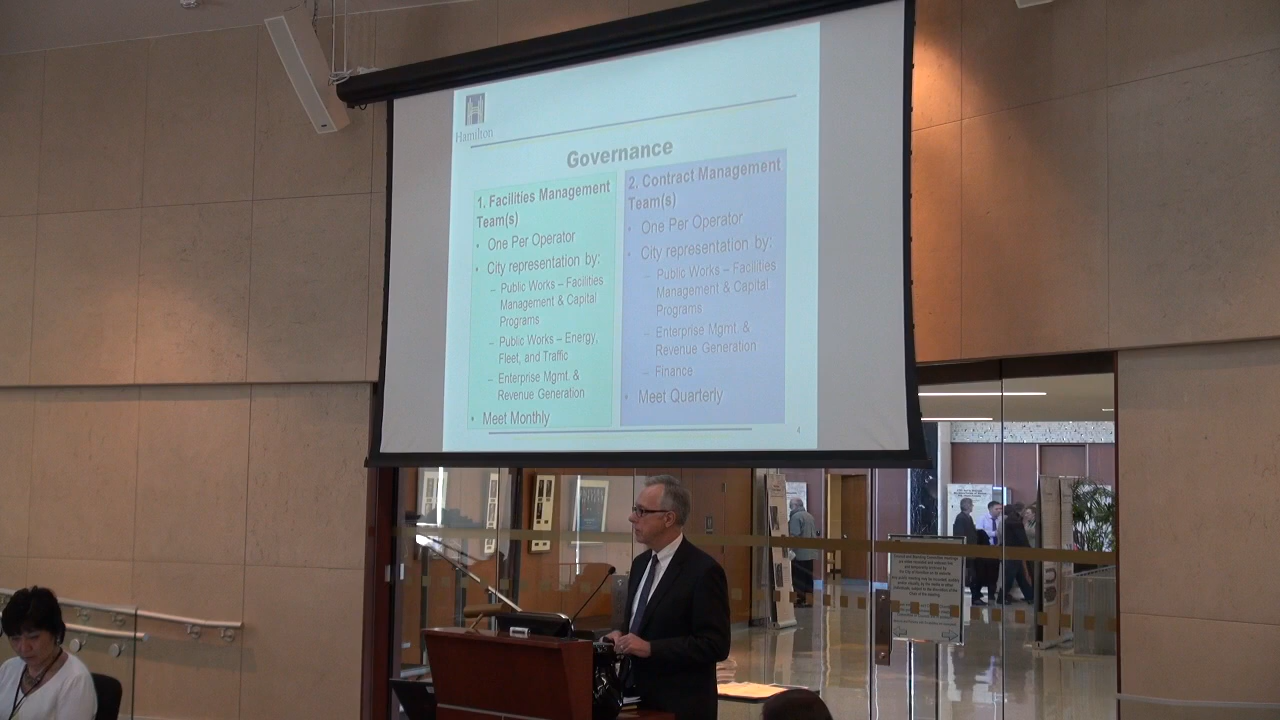 Hamilton
Governance
1. Facilities Management
Team(s)
• One Per Operator
• City representation by:
– Public Works – Facilities
Management & Capital
Programs
– Public Works – Energy,
Fleet, and Traffic
– Enterprise Mgmt. &
Revenue Generation
• Meet Monthly
2. Contract Management
Team(s)
• One Per Operator
• City representation by:
– Public Works – Facilities
Management & Capital
Programs
– Enterprise Mgmt. &
Revenue Generation
– Finance
• Meet Quarterly
4